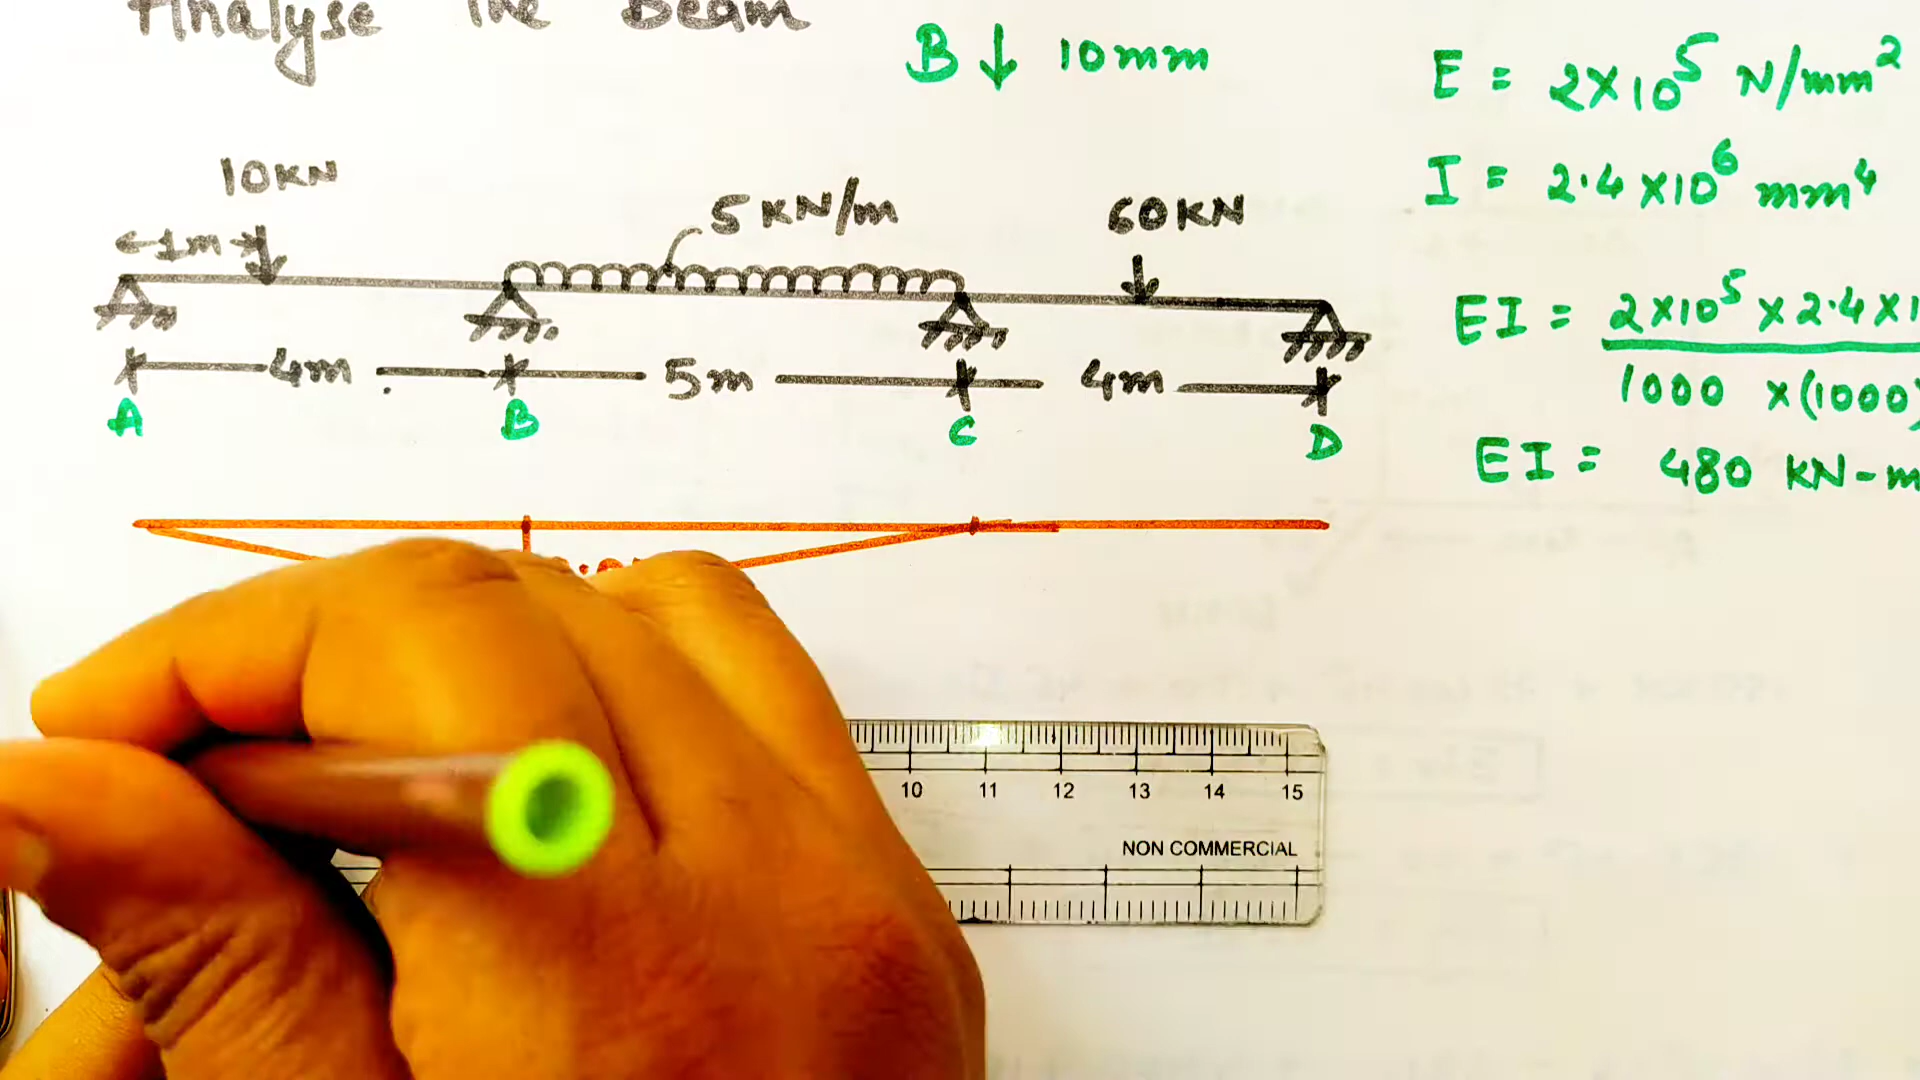 Analyse The Beam
B ↓ 10mm
E = 2×10⁵ N/mm²
I = 2.4×10⁶ mm⁴
10KN
5KN/m
60KN
1m
EI = 2×10⁵ × 2.4×1
1000 ×(1000)
4m 5m 4m
A B C D
EI = 480 KN-m
10 11 12 13 14 15
NON COMMERCIAL